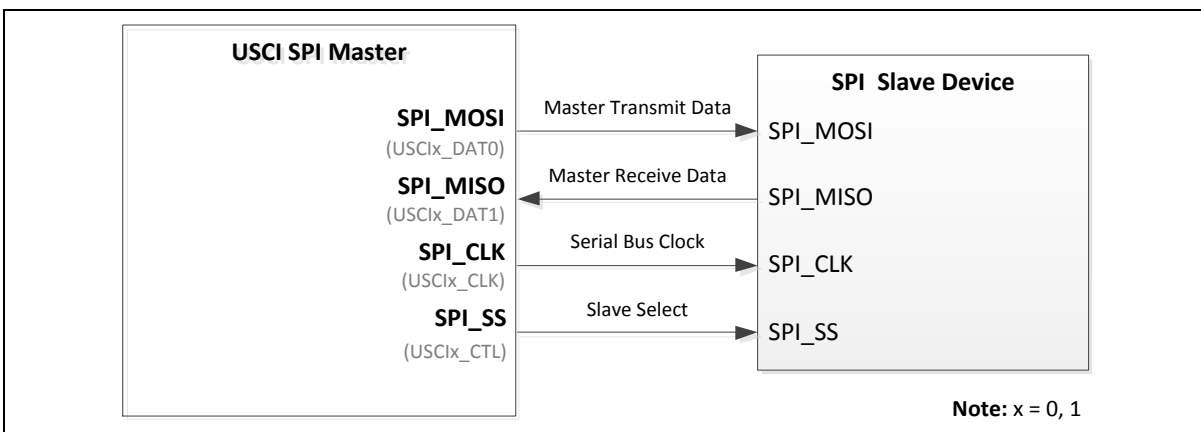 USCI SPI Master
SPI_MOSI
(USCIx_DAT0)
SPI_MISO
(USCIx_DAT1)
SPI_CLK
(USCIx_CLK)
SPI_SS
(USCIx_CTL)
Master Transmit Data
Master Receive Data
Serial Bus Clock
Slave Select
SPI Slave Device
SPI_MOSI
SPI_MISO
SPI_CLK
SPI_SS
Note: x = 0, 1